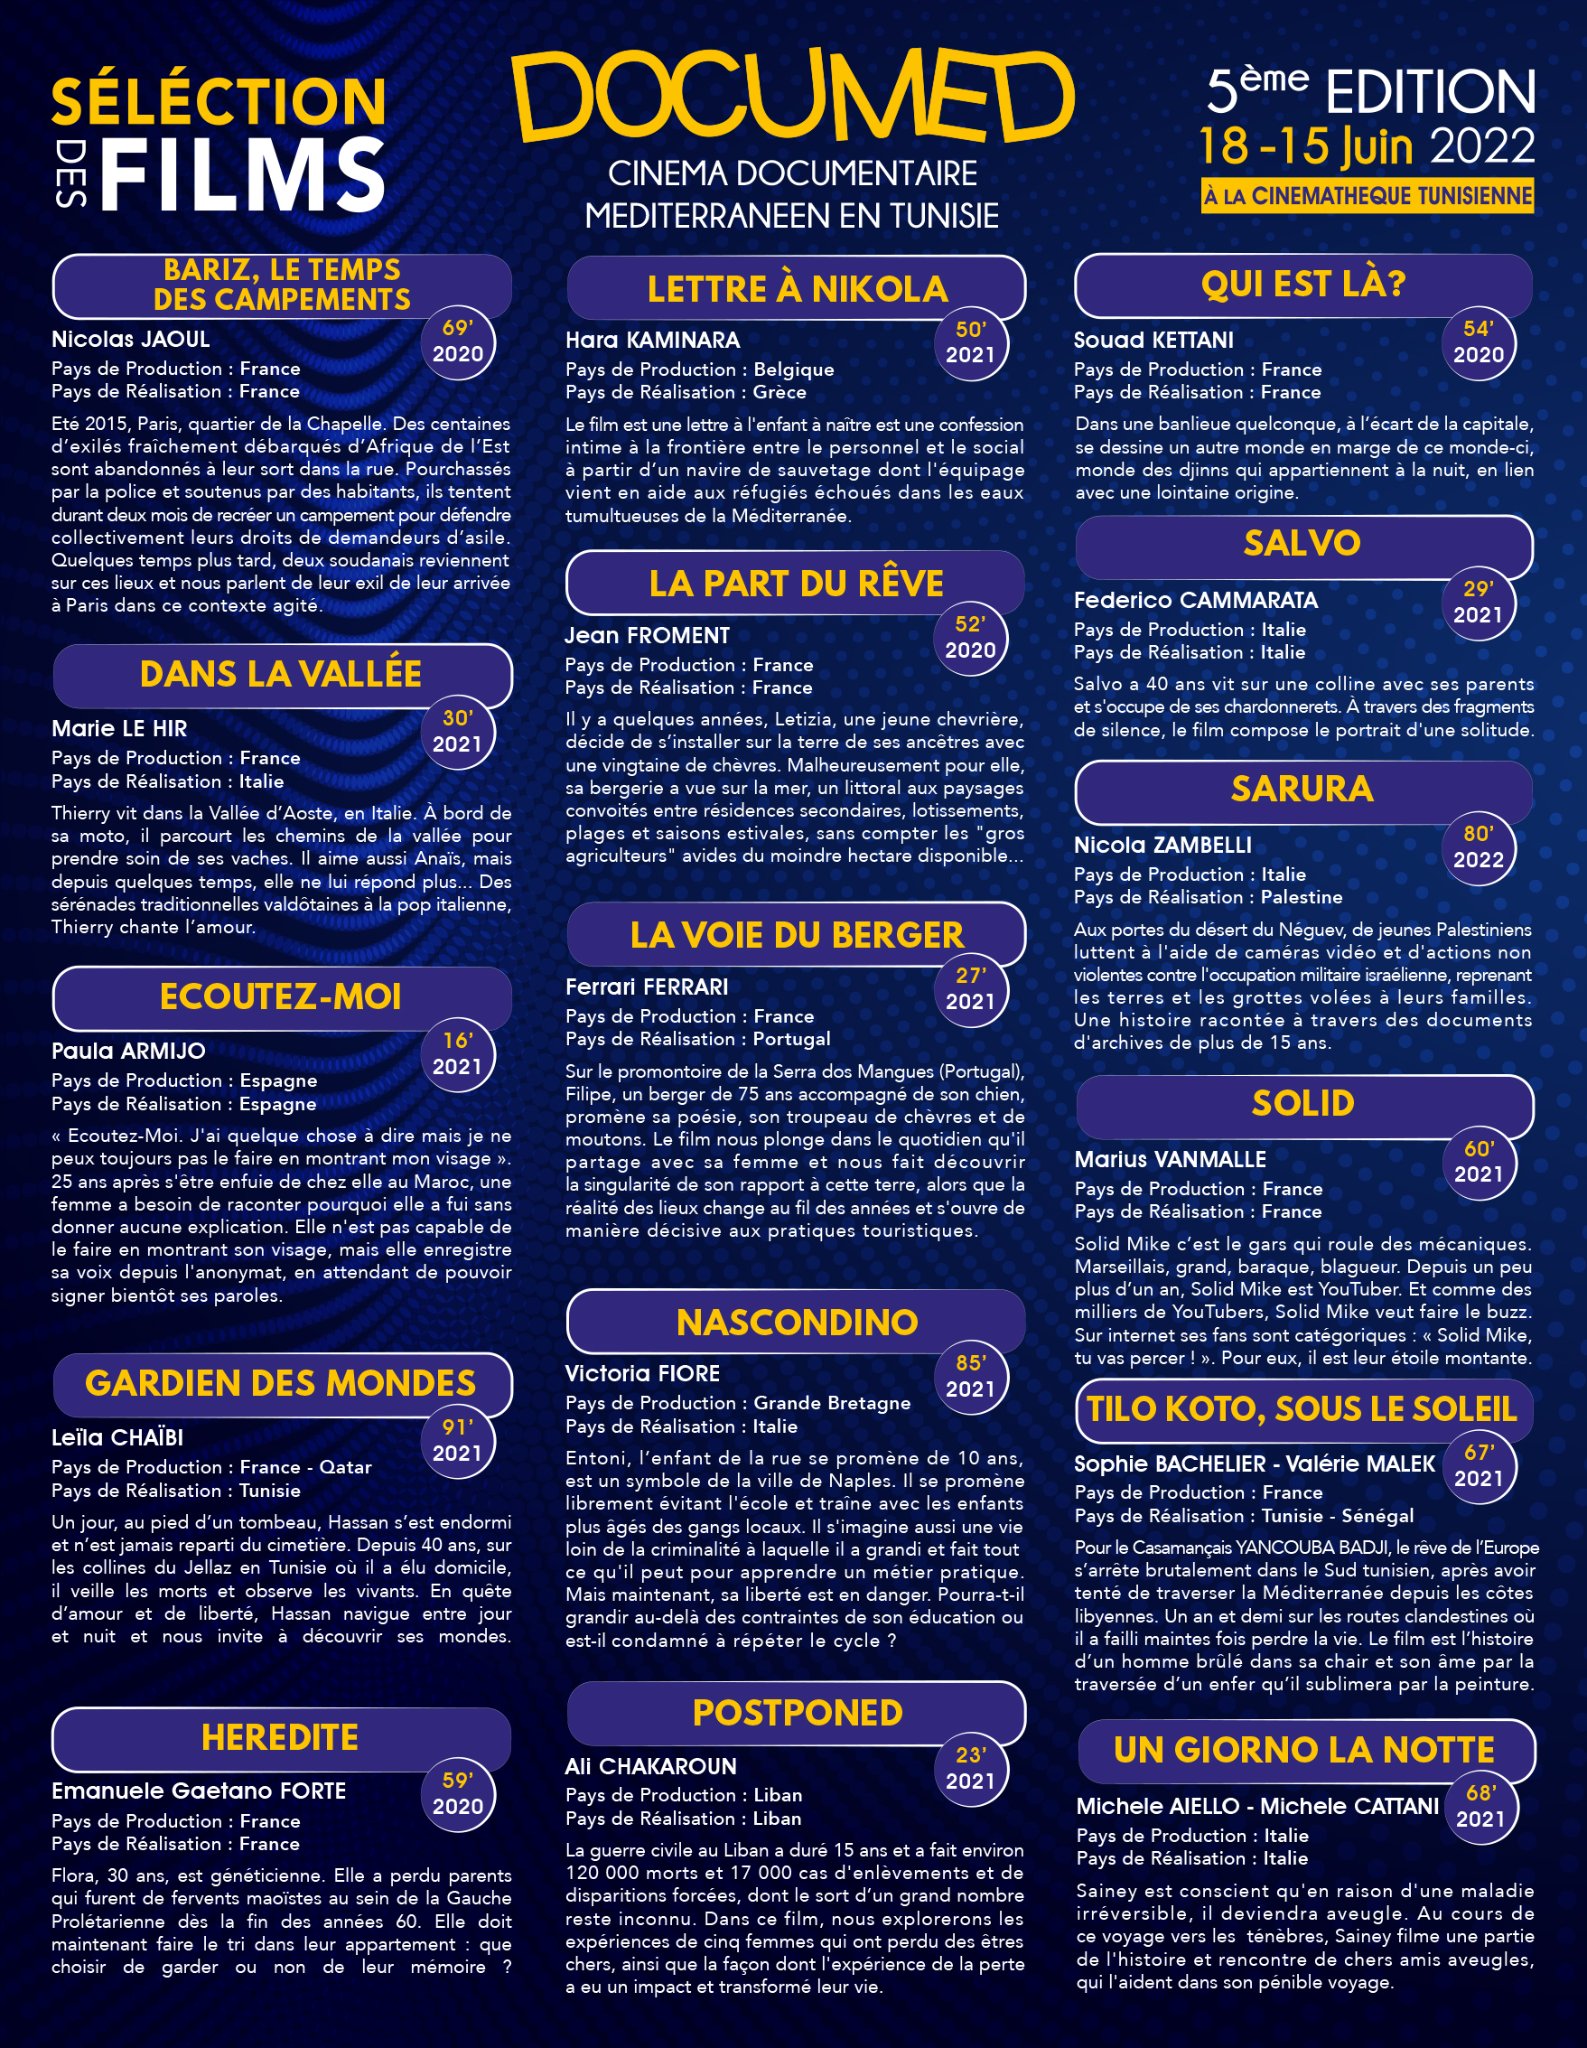 SÉLÉCTION
DES FILMS
DOCUMED
CINEMA DOCUMENTAIRE
MEDITERRANEEN EN TUNISIE
5ème EDITION
18 -15 Juin 2022
À LA CINEMATHEQUE TUNISIENNE
BARIZ, LE TEMPS
DES CAMPEMENTS
69'
2020
Nicolas JAOUL
Pays de Production : France
Pays de Réalisation : France
Eté 2015, Paris, quartier de la Chapelle. Des centaines
d’exilés fraîchement débarqués d’Afrique de l’Est
sont abandonnés à leur sort dans la rue. Pourchassés
par la police et soutenus par des habitants, ils tentent
durant deux mois de recréer un campement pour défendre
collectivement leurs droits de demandeurs d’asile.
Quelques temps plus tard, deux soudanais reviennent
sur ces lieux et nous parlent de leur exil de leur arrivée
à Paris dans ce contexte agité.
DANS LA VALLÉE
30'
2021
Marie LE HIR
Pays de Production : France
Pays de Réalisation : Italie
Thierry vit dans la Vallée d’Aoste, en Italie. À bord de
sa moto, il parcourt les chemins de la vallée pour
prendre soin de ses vaches. Il aime aussi Anaïs, mais
depuis quelques temps, elle ne lui répond plus... Des
sérénades traditionnelles valdôtaines à la pop italienne,
Thierry chante l’amour.
ECOUTEZ-MOI
16'
2021
Paula ARMIJO
Pays de Production : Espagne
Pays de Réalisation : Espagne
« Ecoutez-Moi. J'ai quelque chose à dire mais je ne
peux toujours pas le faire en montrant mon visage ».
25 ans après s'être enfuie de chez elle au Maroc, une
femme a besoin de raconter pourquoi elle a fui sans
donner aucune explication. Elle n'est pas capable de
le faire en montrant son visage, mais elle enregistre
sa voix depuis l'anonymat, en attendant de pouvoir
signer bientôt ses paroles.
GARDIEN DES MONDES
91'
2021
Leïla CHAÏBI
Pays de Production : France - Qatar
Pays de Réalisation : Tunisie
Un jour, au pied d’un tombeau, Hassan s’est endormi
et n’est jamais reparti du cimetière. Depuis 40 ans, sur
les collines du Jellaz en Tunisie où il a élu domicile,
il veille les morts et observe les vivants. En quête
d’amour et de liberté, Hassan navigue entre jour
et nuit et nous invite à découvrir ses mondes.
HEREDITE
59'
2020
Emanuele Gaetano FORTE
Pays de Production : France
Pays de Réalisation : France
Flora, 30 ans, est généticienne. Elle a perdu parents
qui furent de fervents maoïstes au sein de la Gauche
Prolétarienne dès la fin des années 60. Elle doit
maintenant faire le tri dans leur appartement : que
choisir de garder ou non de leur mémoire ?
LETTRE À NIKOLA
50'
2021
Hara KAMINARA
Pays de Production : Belgique
Pays de Réalisation : Grèce
Le film est une lettre à l'enfant à naître est une confession
intime à la frontière entre le personnel et le social
à partir d’un navire de sauvetage dont l'équipage
vient en aide aux réfugiés échoués dans les eaux
tumultueuses de la Méditerranée.
LA PART DU RÊVE
52'
2020
Jean FROMENT
Pays de Production : France
Pays de Réalisation : France
Il y a quelques années, Letizia, une jeune chevrière,
décide de s’installer sur la terre de ses ancêtres avec
une vingtaine de chèvres. Malheureusement pour elle,
sa bergerie a vue sur la mer, un littoral aux paysages
convoités entre résidences secondaires, lotissements,
plages et saisons estivales, sans compter les "gros
agriculteurs" avides du moindre hectare disponible...
LA VOIE DU BERGER
27'
2021
Ferrari FERRARI
Pays de Production : France
Pays de Réalisation : Portugal
Sur le promontoire de la Serra dos Mangues (Portugal),
Filipe, un berger de 75 ans accompagné de son chien,
promène sa poésie, son troupeau de chèvres et de
moutons. Le film nous plonge dans le quotidien qu'il
partage avec sa femme et nous fait découvrir
la singularité de son rapport à cette terre, alors que la
réalité des lieux change au fil des années et s'ouvre de
manière décisive aux pratiques touristiques.
NASCONDINO
85'
2021
Victoria FIORE
Pays de Production : Grande Bretagne
Pays de Réalisation : Italie
Entoni, l’enfant de la rue se promène de 10 ans,
est un symbole de la ville de Naples. Il se promène
librement évitant l'école et traîne avec les enfants
plus âgés des gangs locaux. Il s'imagine aussi une vie
loin de la criminalité à laquelle il a grandi et fait tout
ce qu'il peut pour apprendre un métier pratique.
Mais maintenant, sa liberté est en danger. Pourra-t-il
grandir au-delà des contraintes de son éducation ou
est-il condamné à répéter le cycle ?
POSTPONED
23'
2021
Ali CHAKAROUN
Pays de Production : Liban
Pays de Réalisation : Liban
La guerre civile au Liban a duré 15 ans et a fait environ
120 000 morts et 17 000 cas d'enlèvements et de
disparitions forcées, dont le sort d’un grand nombre
reste inconnu. Dans ce film, nous explorerons les
expériences de cinq femmes qui ont perdu des êtres
chers, ainsi que la façon dont l'expérience de la perte
a eu un impact et transformé leur vie.
QUI EST LÀ?
54'
2020
Souad KETTANI
Pays de Production : France
Pays de Réalisation : France
Dans une banlieue quelconque, à l’écart de la capitale,
se dessine un autre monde en marge de ce monde-ci,
monde des djinns qui appartiennent à la nuit, en lien
avec une lointaine origine.
SALVO
29'
2021
Federico CAMMARATA
Pays de Production : Italie
Pays de Réalisation : Italie
Salvo a 40 ans vit sur une colline avec ses parents
et s'occupe de ses chardonnerets. À travers des fragments
de silence, le film compose le portrait d'une solitude.
SARURA
80'
2022
Nicola ZAMBELLI
Pays de Production : Italie
Pays de Réalisation : Palestine
Aux portes du désert du Néguev, de jeunes Palestiniens
luttent à l'aide de caméras vidéo et d'actions non
violentes contre l'occupation militaire israélienne, reprenant
les terres et les grottes volées à leurs familles.
Une histoire racontée à travers des documents
d'archives de plus de 15 ans.
SOLID
60'
2021
Marius VANMALLE
Pays de Production : France
Pays de Réalisation : France
Solid Mike c’est le gars qui roule des mécaniques.
Marseillais, grand, baraque, blagueur. Depuis un peu
plus d’un an, Solid Mike est YouTuber. Et comme des
milliers de YouTubers, Solid Mike veut faire le buzz.
Sur internet ses fans sont catégoriques : « Solid Mike,
tu vas percer ! ». Pour eux, il est leur étoile montante.
TILO KOTO, SOUS LE SOLEIL
67'
2021
Sophie BACHELIER - Valérie MALEK
Pays de Production : France
Pays de Réalisation : Tunisie - Sénégal
Pour le Casamançais YANCOUBA BADJI, le rêve de l’Europe
s’arrête brutalement dans le Sud tunisien, après avoir
tenté de traverser la Méditerranée depuis les côtes
libyennes. Un an et demi sur les routes clandestines où
il a failli maintes fois perdre la vie. Le film est l’histoire
d’un homme brûlé dans sa chair et son âme par la
traversée d’un enfer qu’il sublimera par la peinture.
UN GIORNO LA NOTTE
68'
2021
Michele AIELLO - Michele CATTANI
Pays de Production : Italie
Pays de Réalisation : Italie
Sainey est conscient qu'en raison d'une maladie
irréversible, il deviendra aveugle. Au cours de
ce voyage vers les ténèbres, Sainey filme une partie
de l'histoire et rencontre de chers amis aveugles,
qui l'aident dans son pénible voyage.